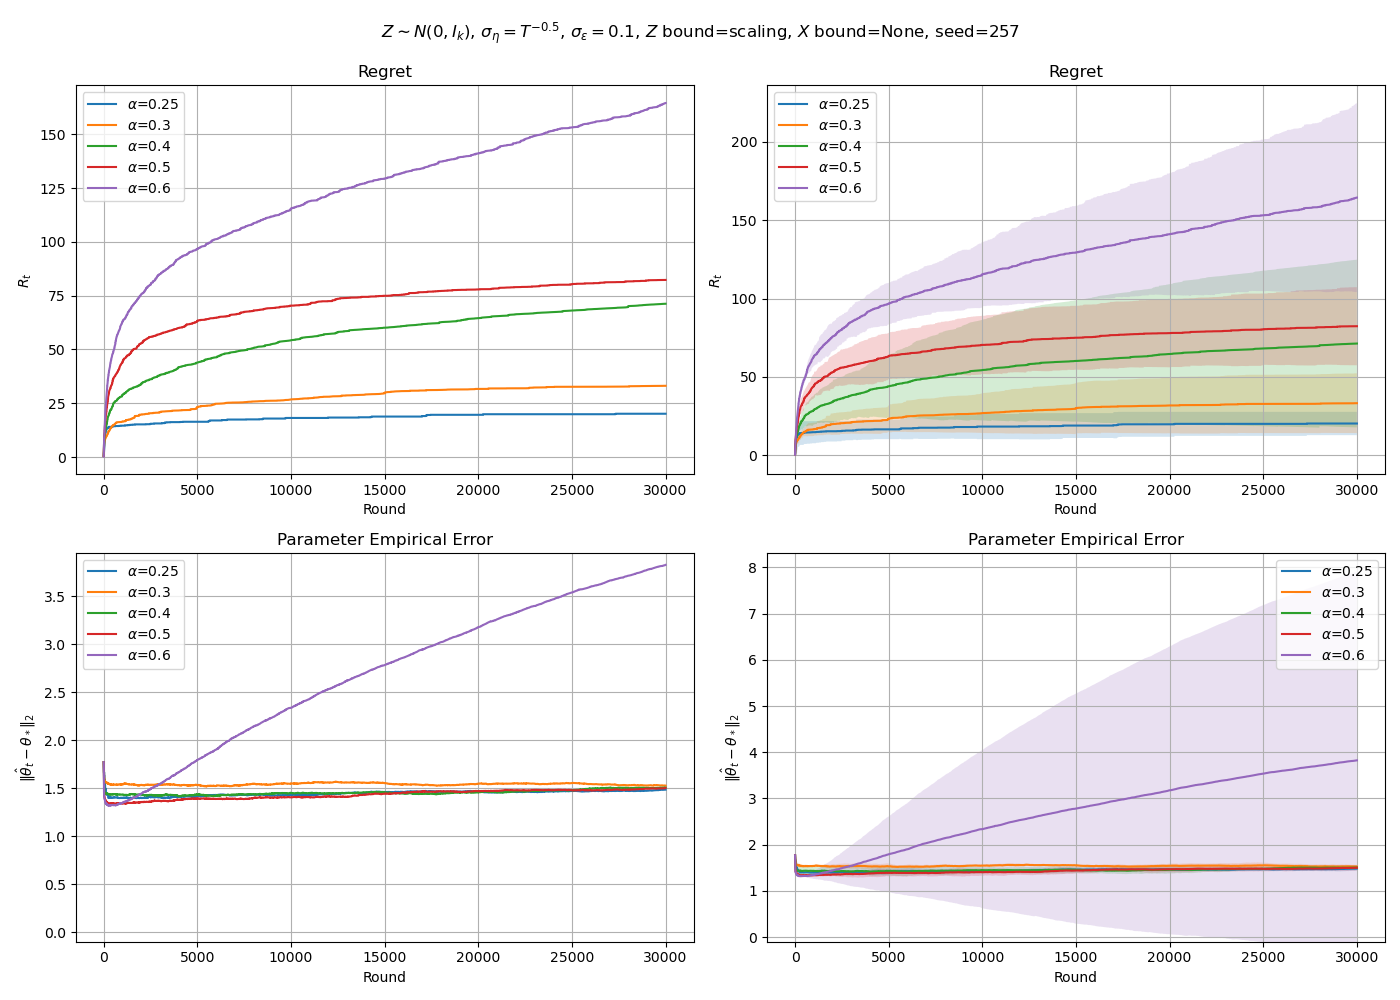 Z ∼ N(0, I_k), σ_η = T^{−0.5}, σ_ε = 0.1, Z bound=scaling, X bound=None, seed=257
Regret
α=0.25
α=0.3
α=0.4
α=0.5
α=0.6
150
125
100
75
50
25
0
R_t
0 5000 10000 15000 20000 25000 30000
Round
Regret
α=0.25
α=0.3
α=0.4
α=0.5
α=0.6
200
150
100
50
0
R_t
0 5000 10000 15000 20000 25000 30000
Round
Parameter Empirical Error
α=0.25
α=0.3
α=0.4
α=0.5
α=0.6
3.5
3.0
2.5
2.0
1.5
1.0
0.5
0.0
‖θ̂_t − θ_*‖_2
0 5000 10000 15000 20000 25000 30000
Round
Parameter Empirical Error
α=0.25
α=0.3
α=0.4
α=0.5
α=0.6
8
7
6
5
4
3
2
1
0
‖θ̂_t − θ_*‖_2
0 5000 10000 15000 20000 25000 30000
Round